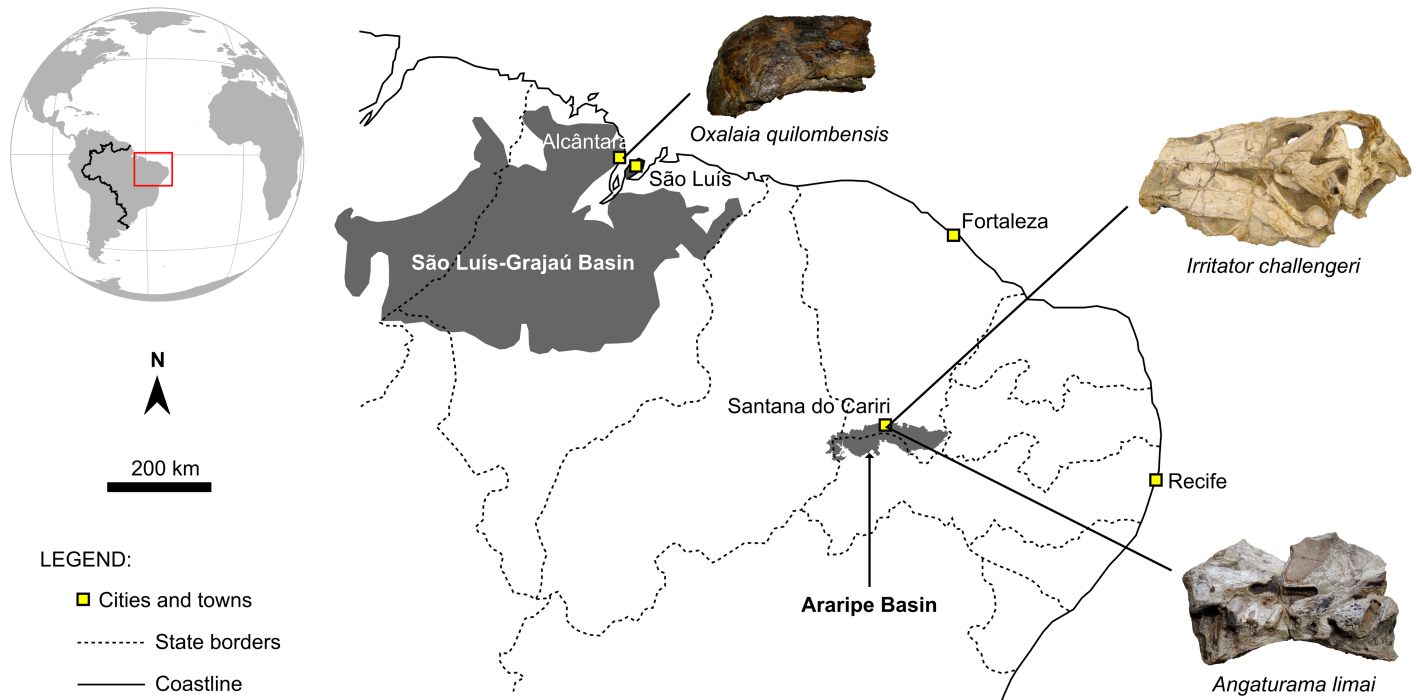 Oxalaia quilombensis
Alcântara
São Luís
Fortaleza
São Luís-Grajaú Basin
Irritator challengeri
N
200 km
Santana do Cariri
Recife
Araripe Basin
Angaturama limai
LEGEND:
Cities and towns
State borders
Coastline